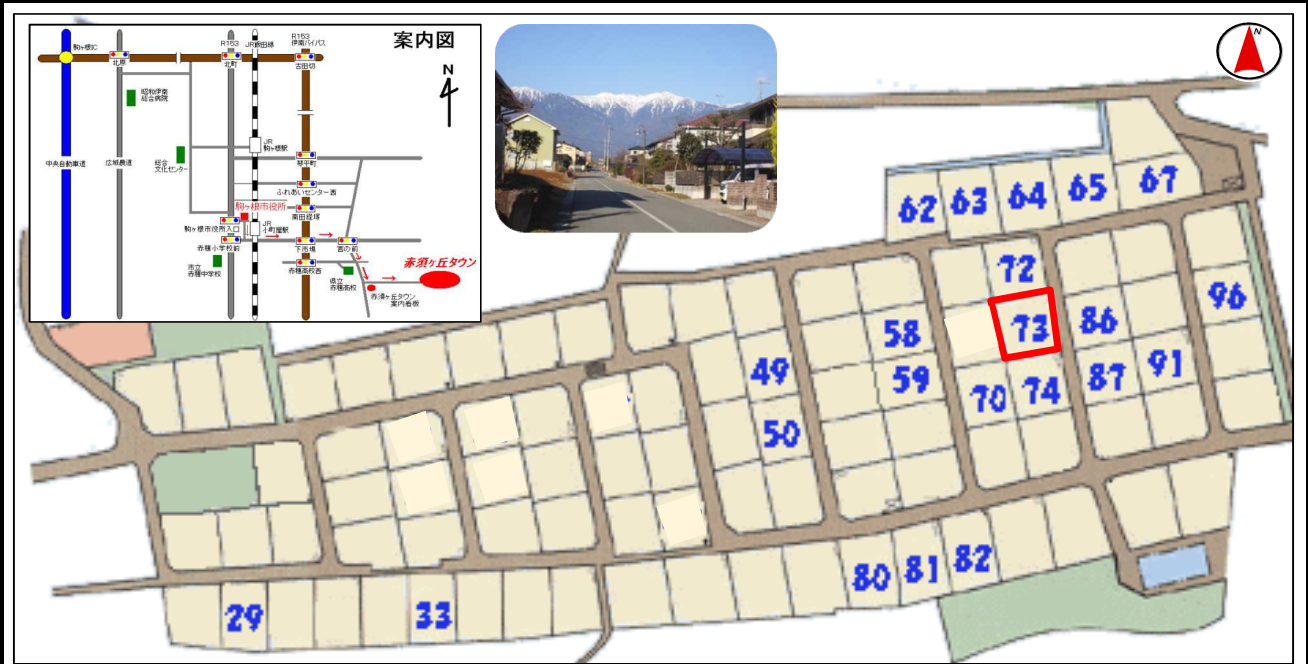 案内図
N
駒ヶ根IC
北原
R153
北町
JR飯田線
R153
伊南バイパス
古田切
昭和伊南
総合病院
中央自動車道
広域農道
総合
文化センター
JR
駒ヶ根駅
琴平町
ふれあいセンター西
駒ヶ根市役所
南田経塚
駒ヶ根市役所入口
JR
小町屋駅
赤穂小学校前
下市場
宮の前
市立
赤穂中学校
赤穂高校西
県立
赤穂高校
赤須ヶ丘タウン
赤須ヶ丘タウン
案内看板
N
62
63
64
65
67
72
73
86
96
58
59
49
50
70
74
87
91
80
81
82
29
33